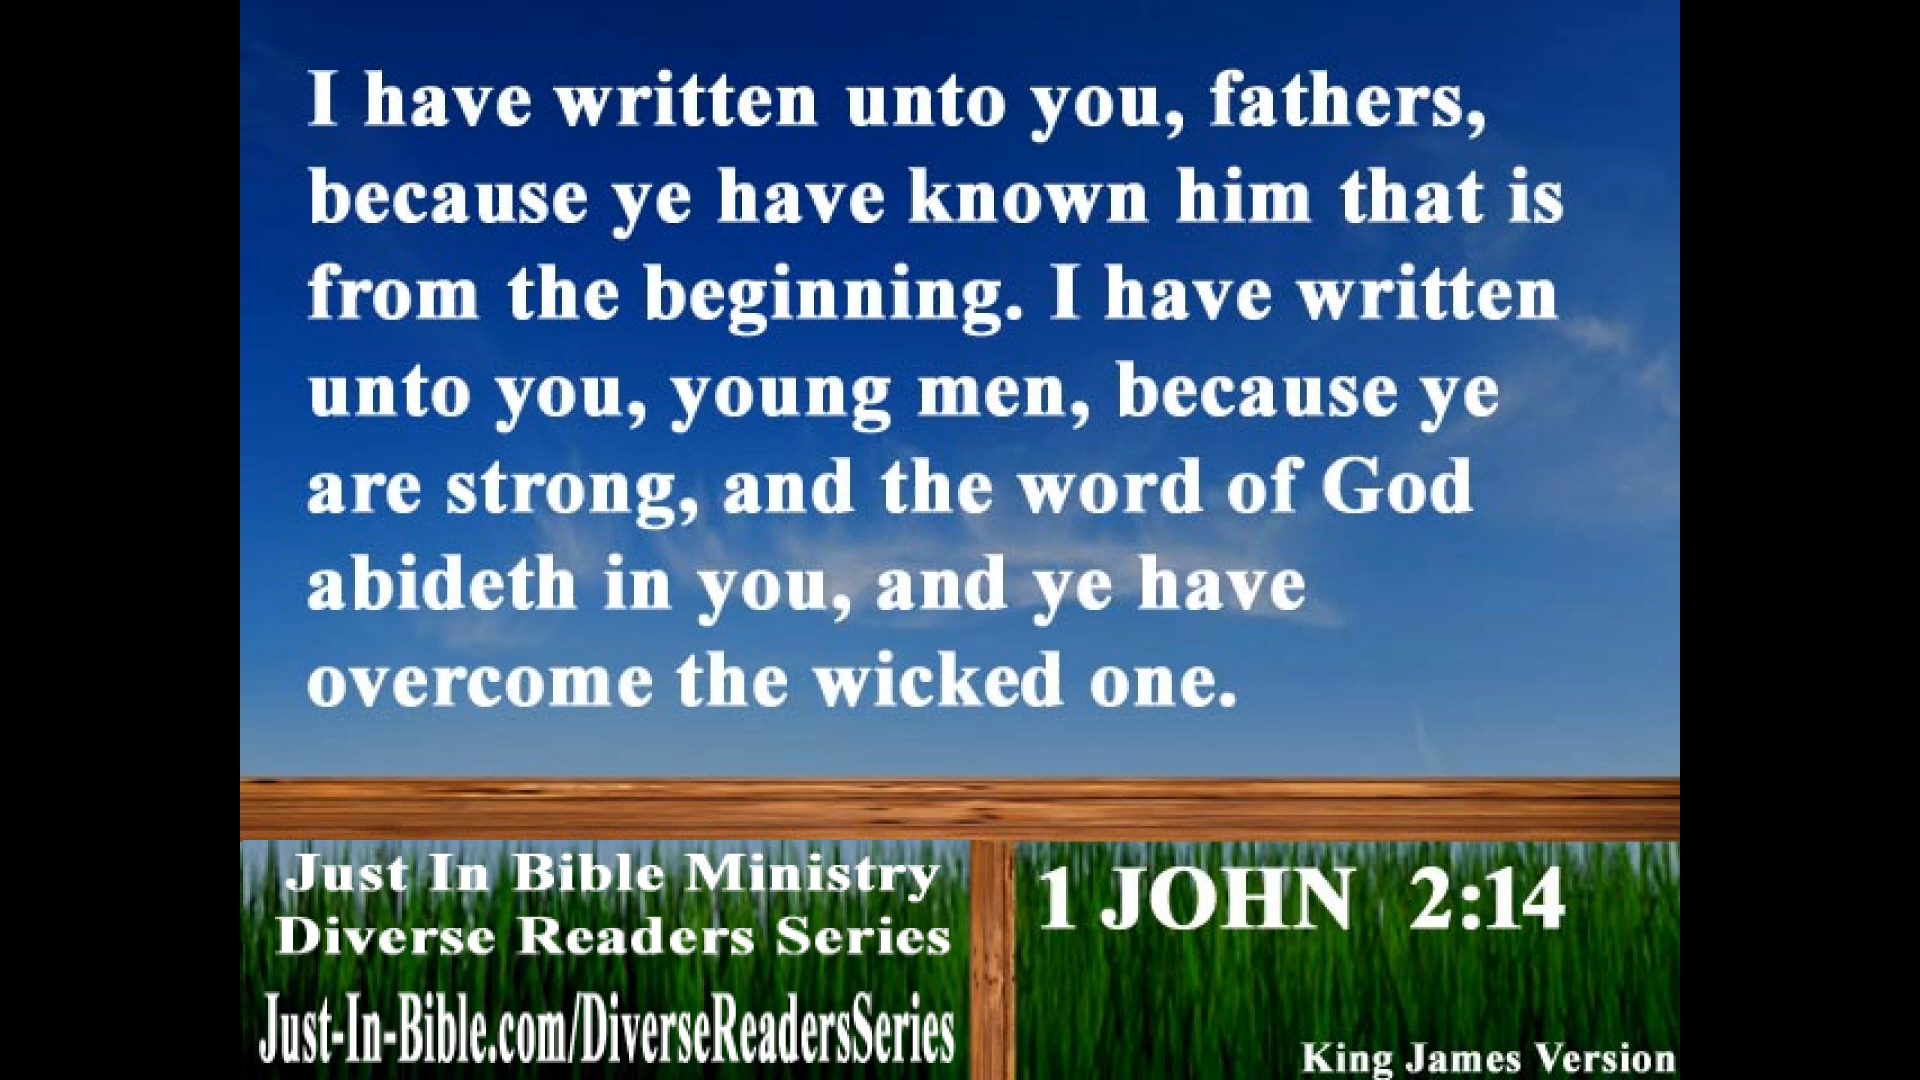 I have written unto you, fathers,
because ye have known him that is
from the beginning. I have written
unto you, young men, because ye
are strong, and the word of God
abideth in you, and ye have
overcome the wicked one.
Just In Bible Ministry
Diverse Readers Series
Just-In-Bible.com/DiverseReadersSeries
1 JOHN 2:14
King James Version